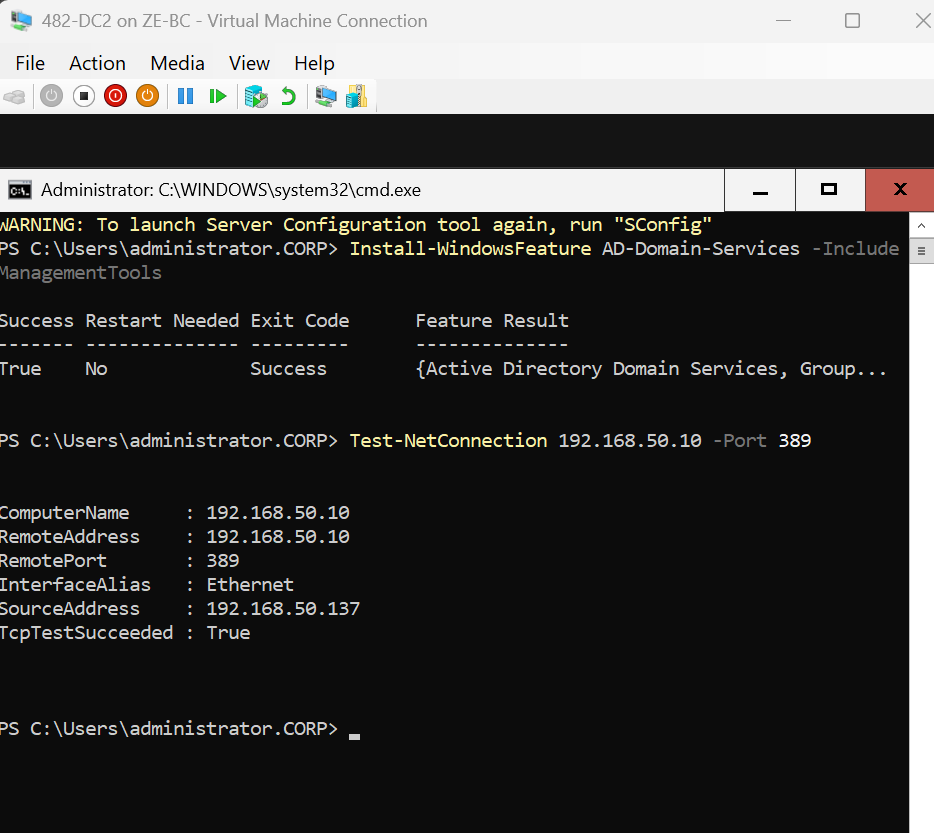 482-DC2 on ZE-BC - Virtual Machine Connection
File Action Media View Help
Administrator: C:\WINDOWS\system32\cmd.exe
WARNING: To launch Server Configuration tool again, run "SConfig"
PS C:\Users\administrator.CORP> Install-WindowsFeature AD-Domain-Services -Include
ManagementTools
Success Restart Needed Exit Code      Feature Result
------- -------------- ---------      --------------
True    No             Success        {Active Directory Domain Services, Group...
PS C:\Users\administrator.CORP> Test-NetConnection 192.168.50.10 -Port 389
ComputerName     : 192.168.50.10
RemoteAddress    : 192.168.50.10
RemotePort       : 389
InterfaceAlias   : Ethernet
SourceAddress    : 192.168.50.137
TcpTestSucceeded : True
PS C:\Users\administrator.CORP>